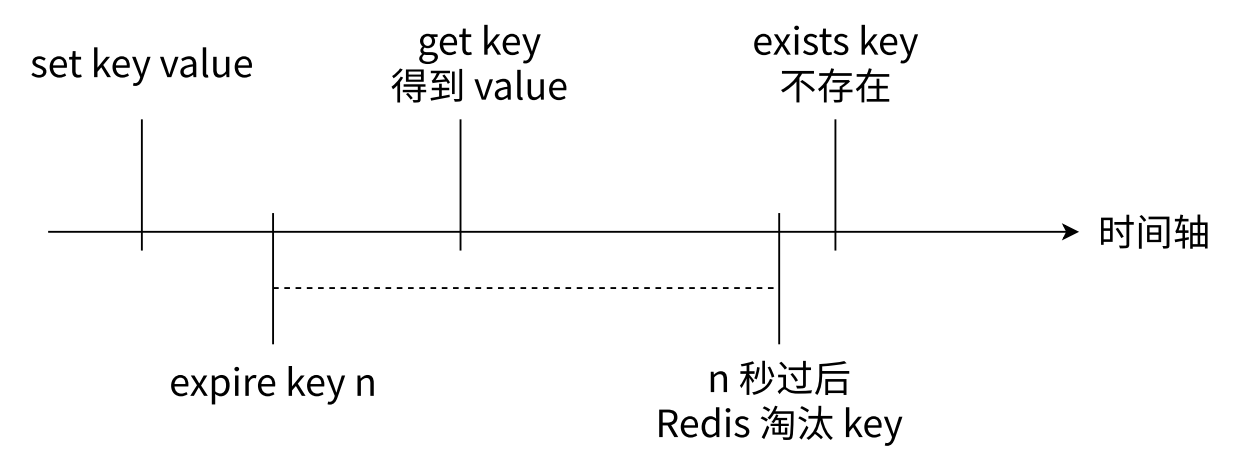 set key value
get key
得到 value
exists key
不存在
时间轴
expire key n
n 秒过后
Redis 淘汰 key